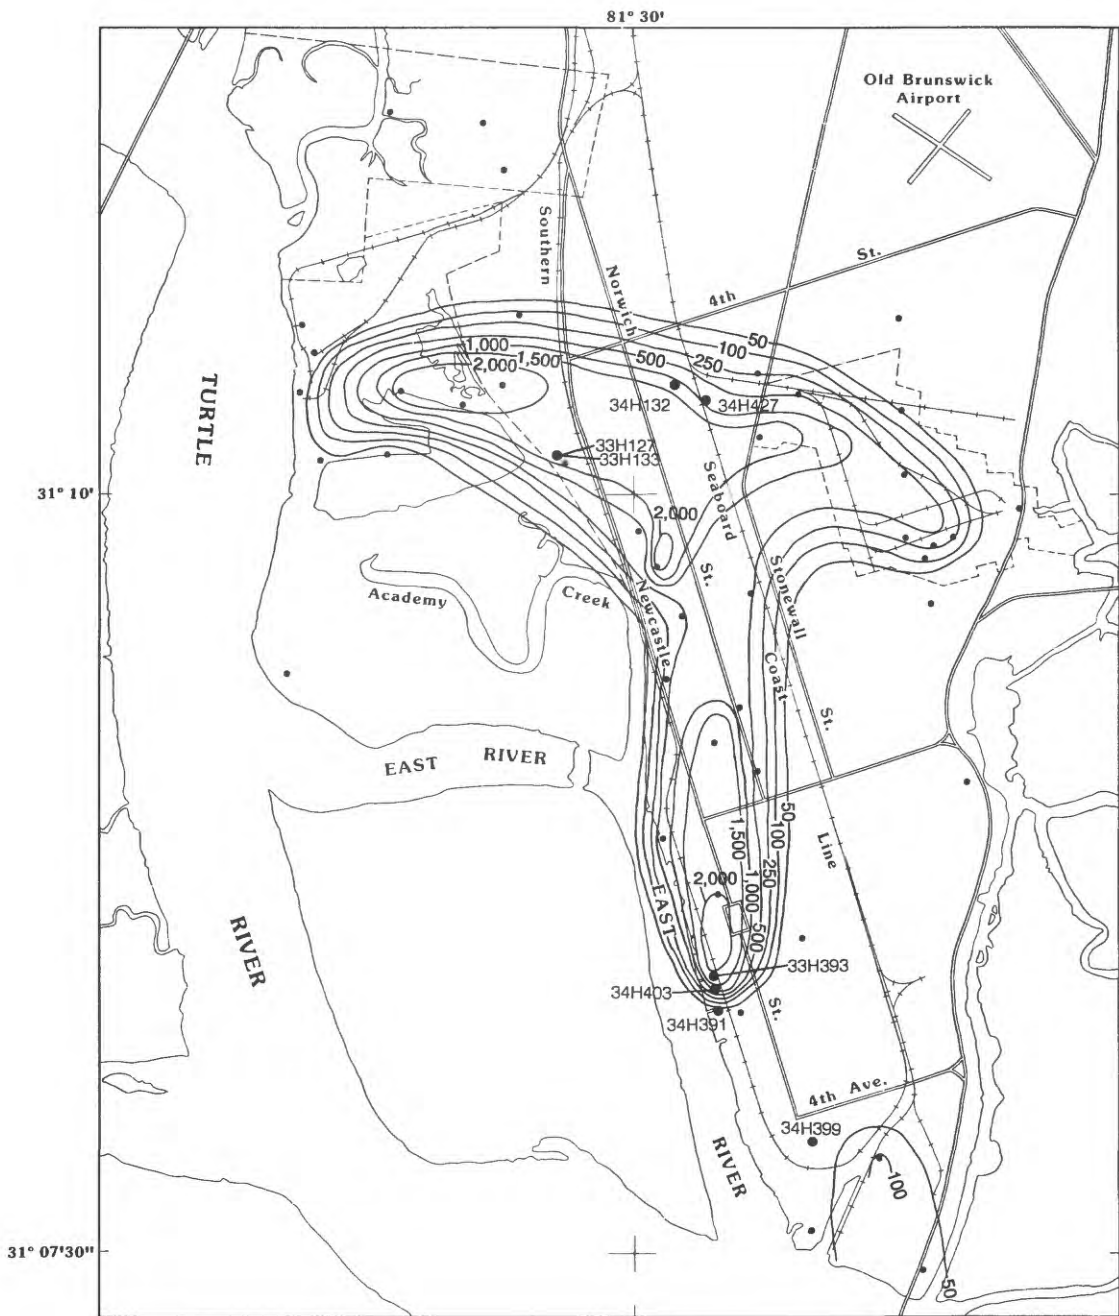 81° 30'
Old Brunswick
Airport
Southern
Norwich
4th St.
50
100
250
500
1,000
1,500
2,000
34H132
34H427
TURTLE
33H127
33H133
Seaboard
31° 10'
2,000
St.
Stonewall
Academy Creek
Newcastle
Coast
St.
EAST RIVER
50
100
250
500
1,000
1,500
2,000
Line
EAST
RIVER
33H393
34H403
34H391
St.
4th Ave.
34H399
RIVER
100
50
31° 07'30"